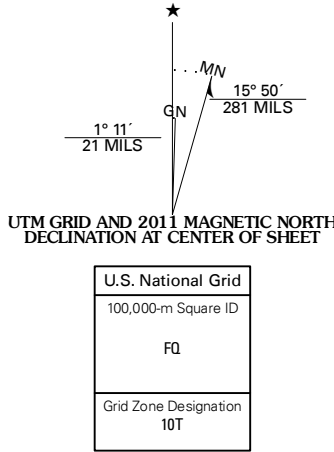 ★
MN
GN
15° 50´
281 MILS
1° 11´
21 MILS
UTM GRID AND 2011 MAGNETIC NORTH
DECLINATION AT CENTER OF SHEET
U.S. National Grid
100,000-m Square ID
FQ
Grid Zone Designation
10T